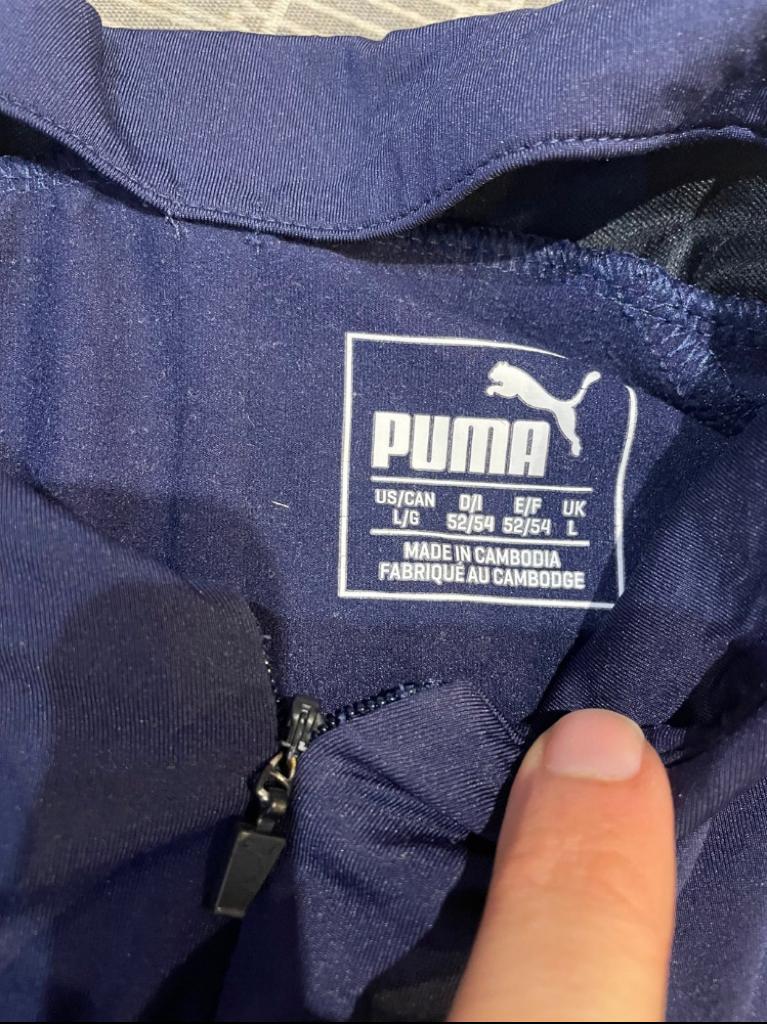 PUMA
US/CAN D/I E/F UK
L/G 52/54 52/54 L
MADE IN CAMBODIA
FABRIQUÉ AU CAMBODGE